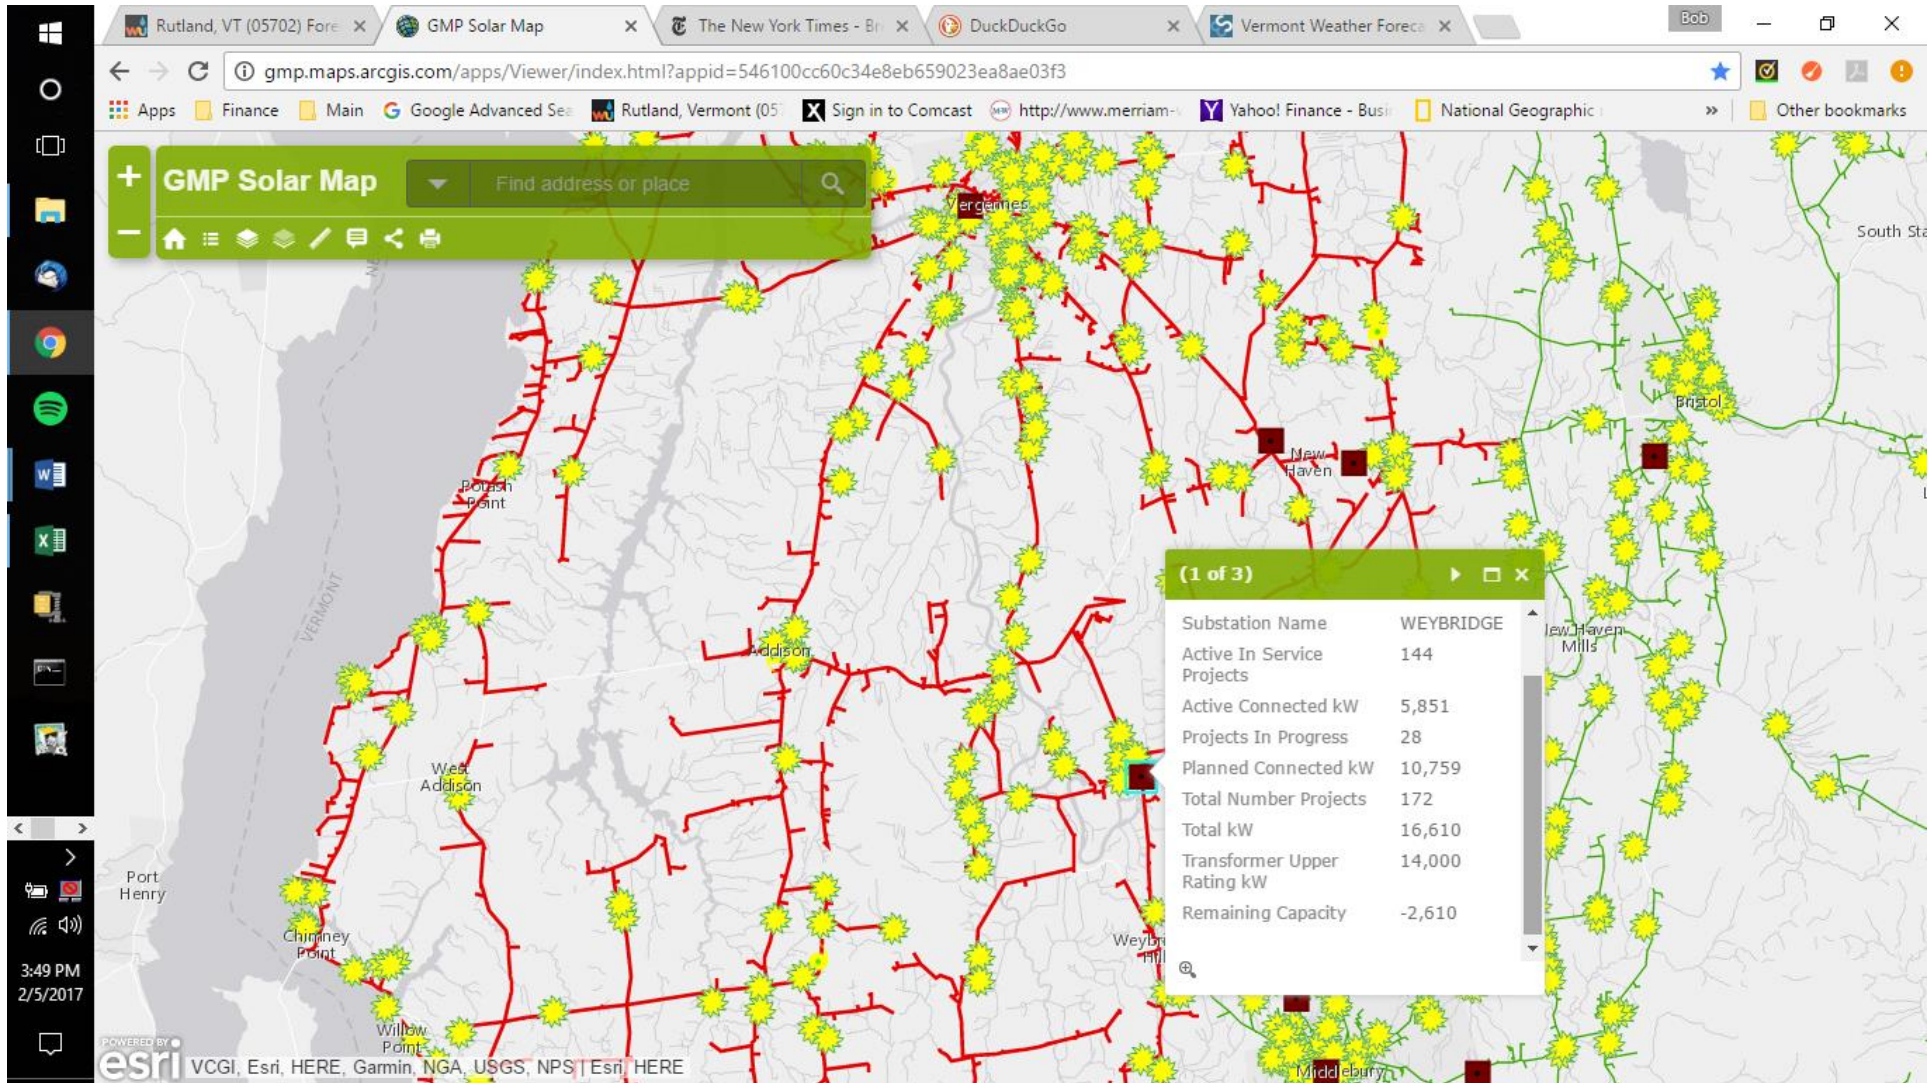 Rutland, VT (05702) Fore
GMP Solar Map
The New York Times - Br
DuckDuckGo
Vermont Weather Foreca
Bob
gmp.maps.arcgis.com/apps/Viewer/index.html?appid=546100cc60c34e8eb659023ea8ae03f3
Apps
Finance
Main
Google Advanced Sea
Rutland, Vermont (05
Sign in to Comcast
http://www.merriam-
Yahoo! Finance - Busi
National Geographic
»
Other bookmarks
+
GMP Solar Map
Find address or place
−
Vergennes
South Sta
Bristol
New
Haven
Potash
Point
VERMONT
(1 of 3)
Substation Name WEYBRIDGE
Active In Service 144
Projects
Active Connected kW 5,851
Projects In Progress 28
Planned Connected kW 10,759
Total Number Projects 172
Total kW 16,610
Transformer Upper 14,000
Rating kW
Remaining Capacity -2,610
New Haven
Mills
Addison
West
Addison
Port
Henry
Chimney
Point
Weybr
Hill
Willow
Point
Middlebury
3:49 PM
2/5/2017
POWERED BY
esri
VCGI, Esri, HERE, Garmin, NGA, USGS, NPS | Esri, HERE